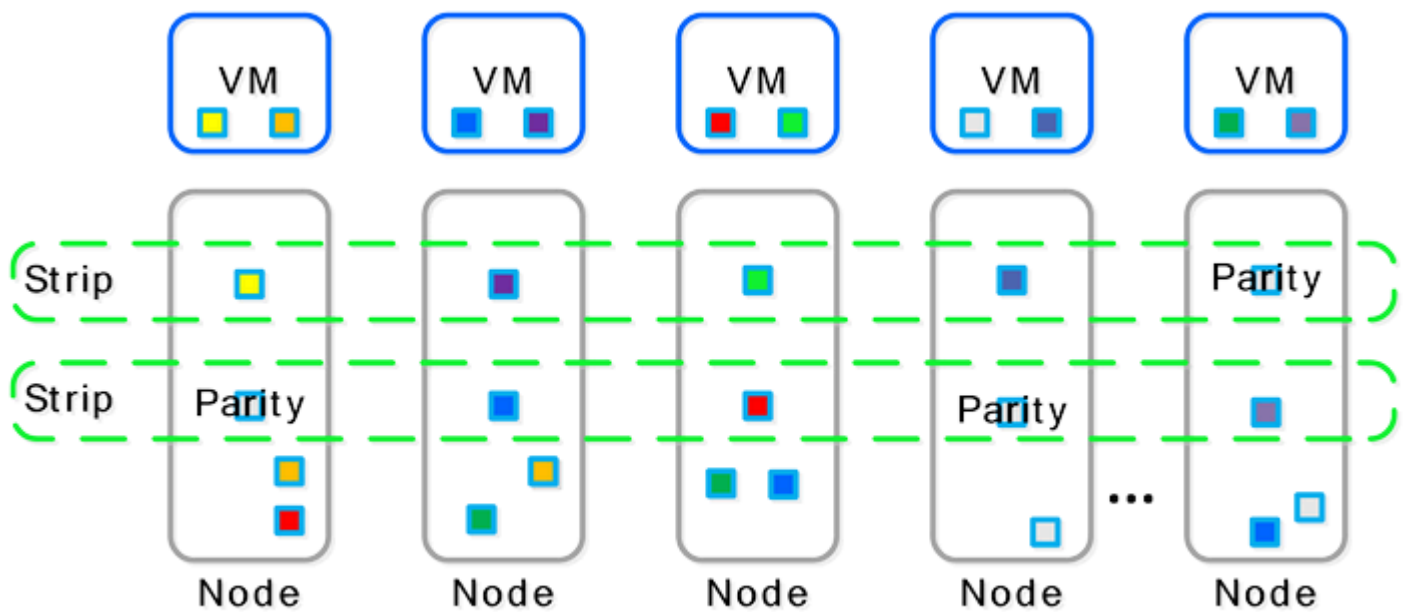 VM VM VM VM VM
Strip Parity
Strip Parity Parity
...
Node Node Node Node Node